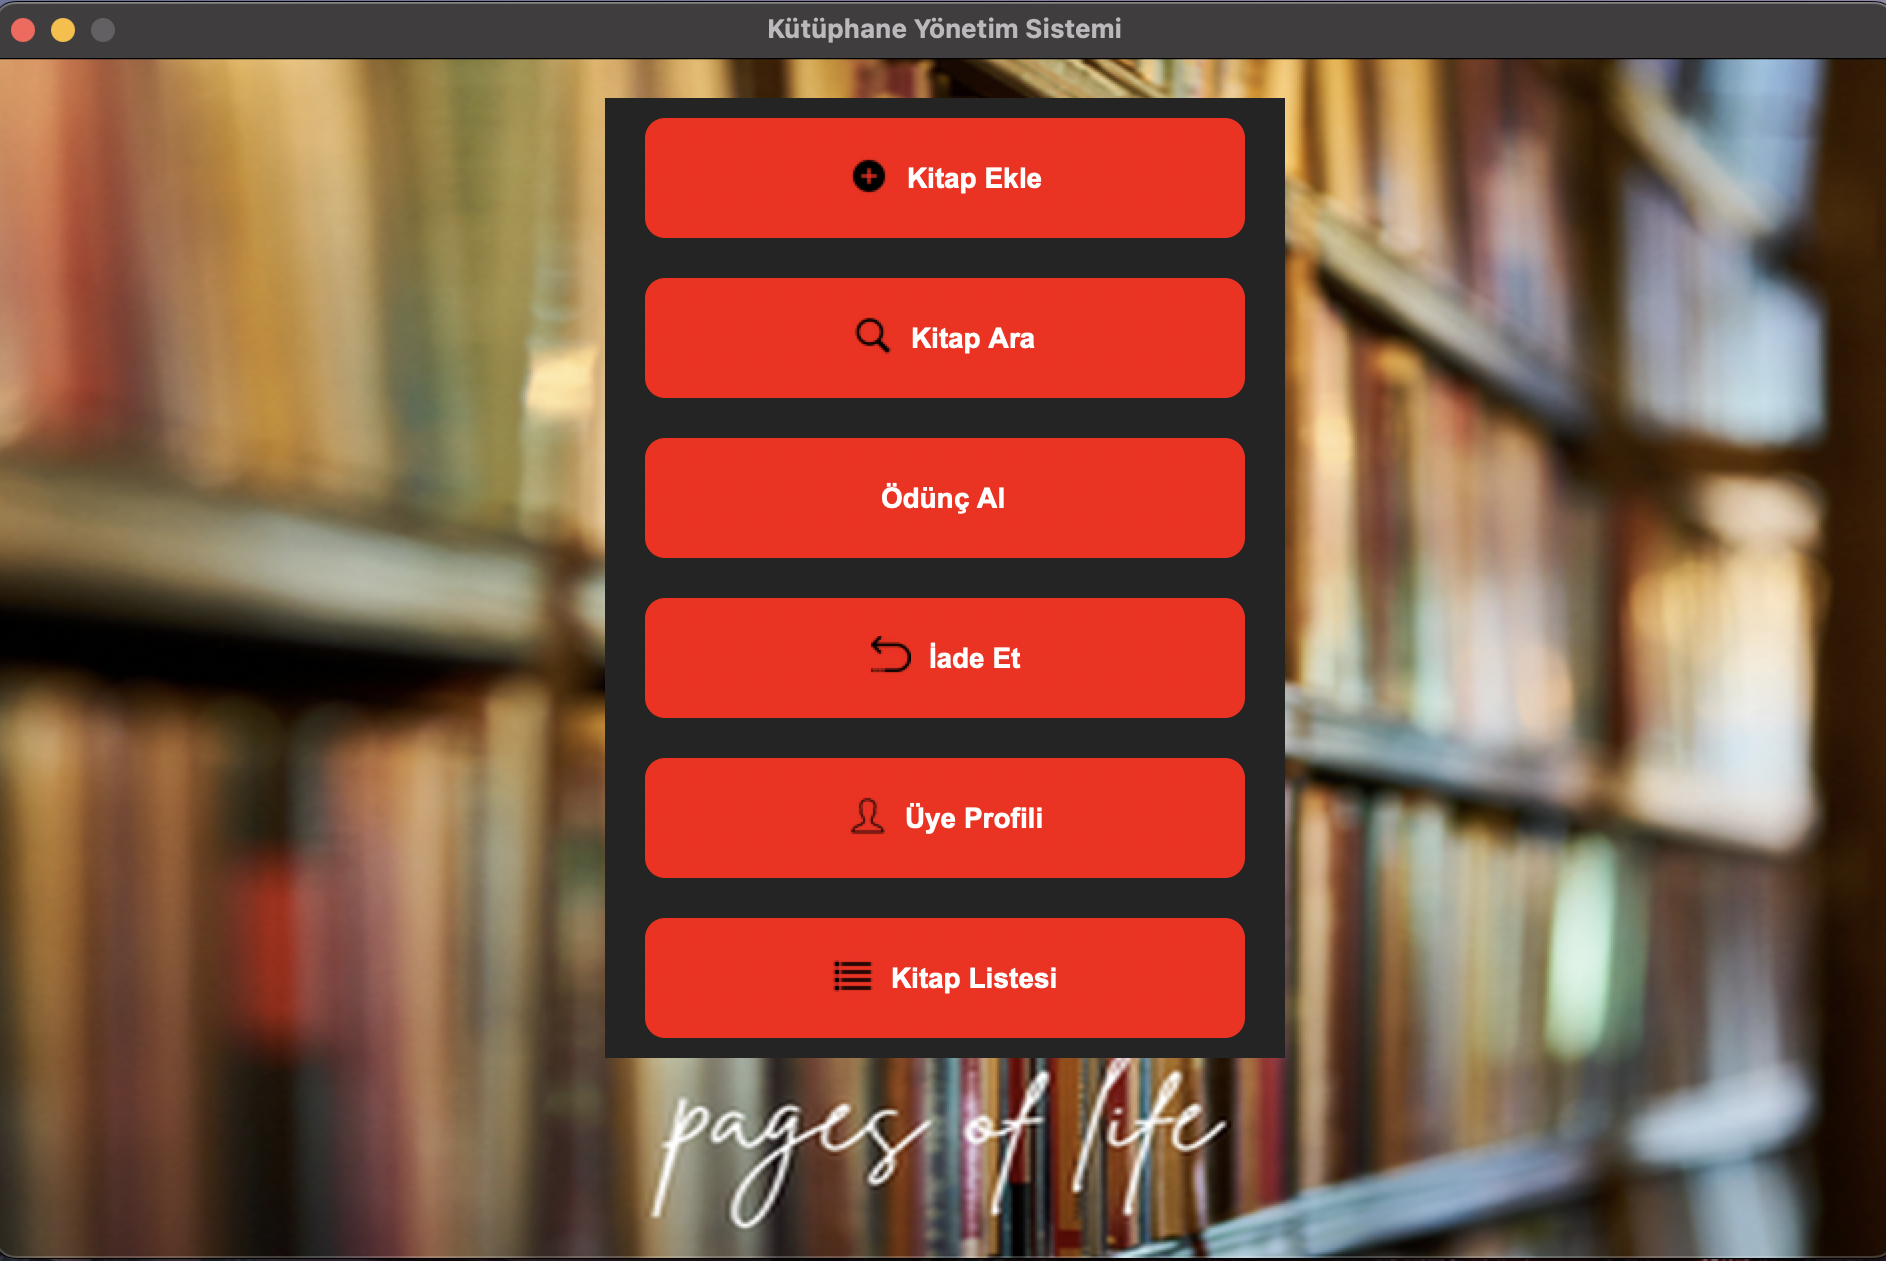 Kütüphane Yönetim Sistemi
Kitap Ekle
Kitap Ara
Ödünç Al
İade Et
Üye Profili
Kitap Listesi
pages of life